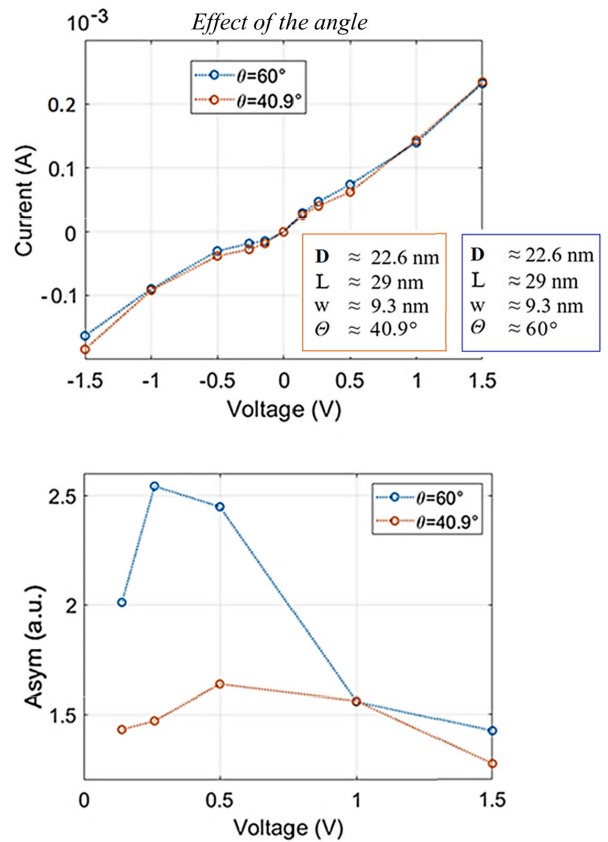 Effect of the angle
10⁻³
θ=60°
θ=40.9°
0.2
0.1
0
-0.1
Current (A)
D ≈ 22.6 nm
L ≈ 29 nm
w ≈ 9.3 nm
Θ ≈ 40.9°
D ≈ 22.6 nm
L ≈ 29 nm
w ≈ 9.3 nm
Θ ≈ 60°
-1.5 -1 -0.5 0 0.5 1 1.5
Voltage (V)
θ=60°
θ=40.9°
2.5
2
1.5
Asym (a.u.)
0 0.5 1 1.5
Voltage (V)